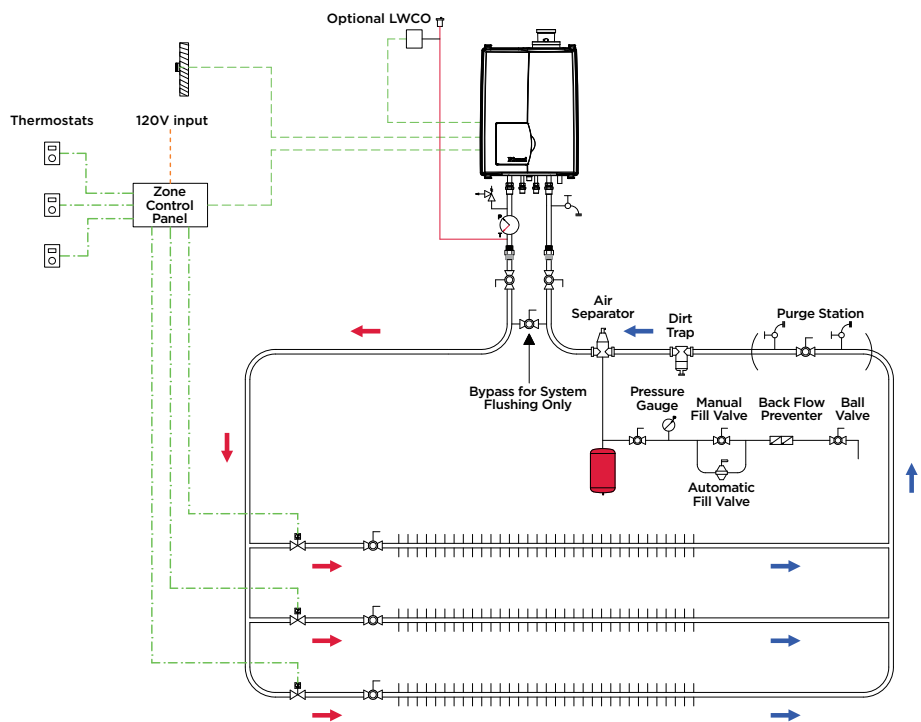 Optional LWCO
Thermostats
120V input
Zone
Control
Panel
Rinnai
P
T
Air
Separator
Dirt
Trap
Purge Station
Bypass for System
Flushing Only
Pressure
Gauge
Manual
Fill Valve
Back Flow
Preventer
Ball
Valve
Automatic
Fill Valve